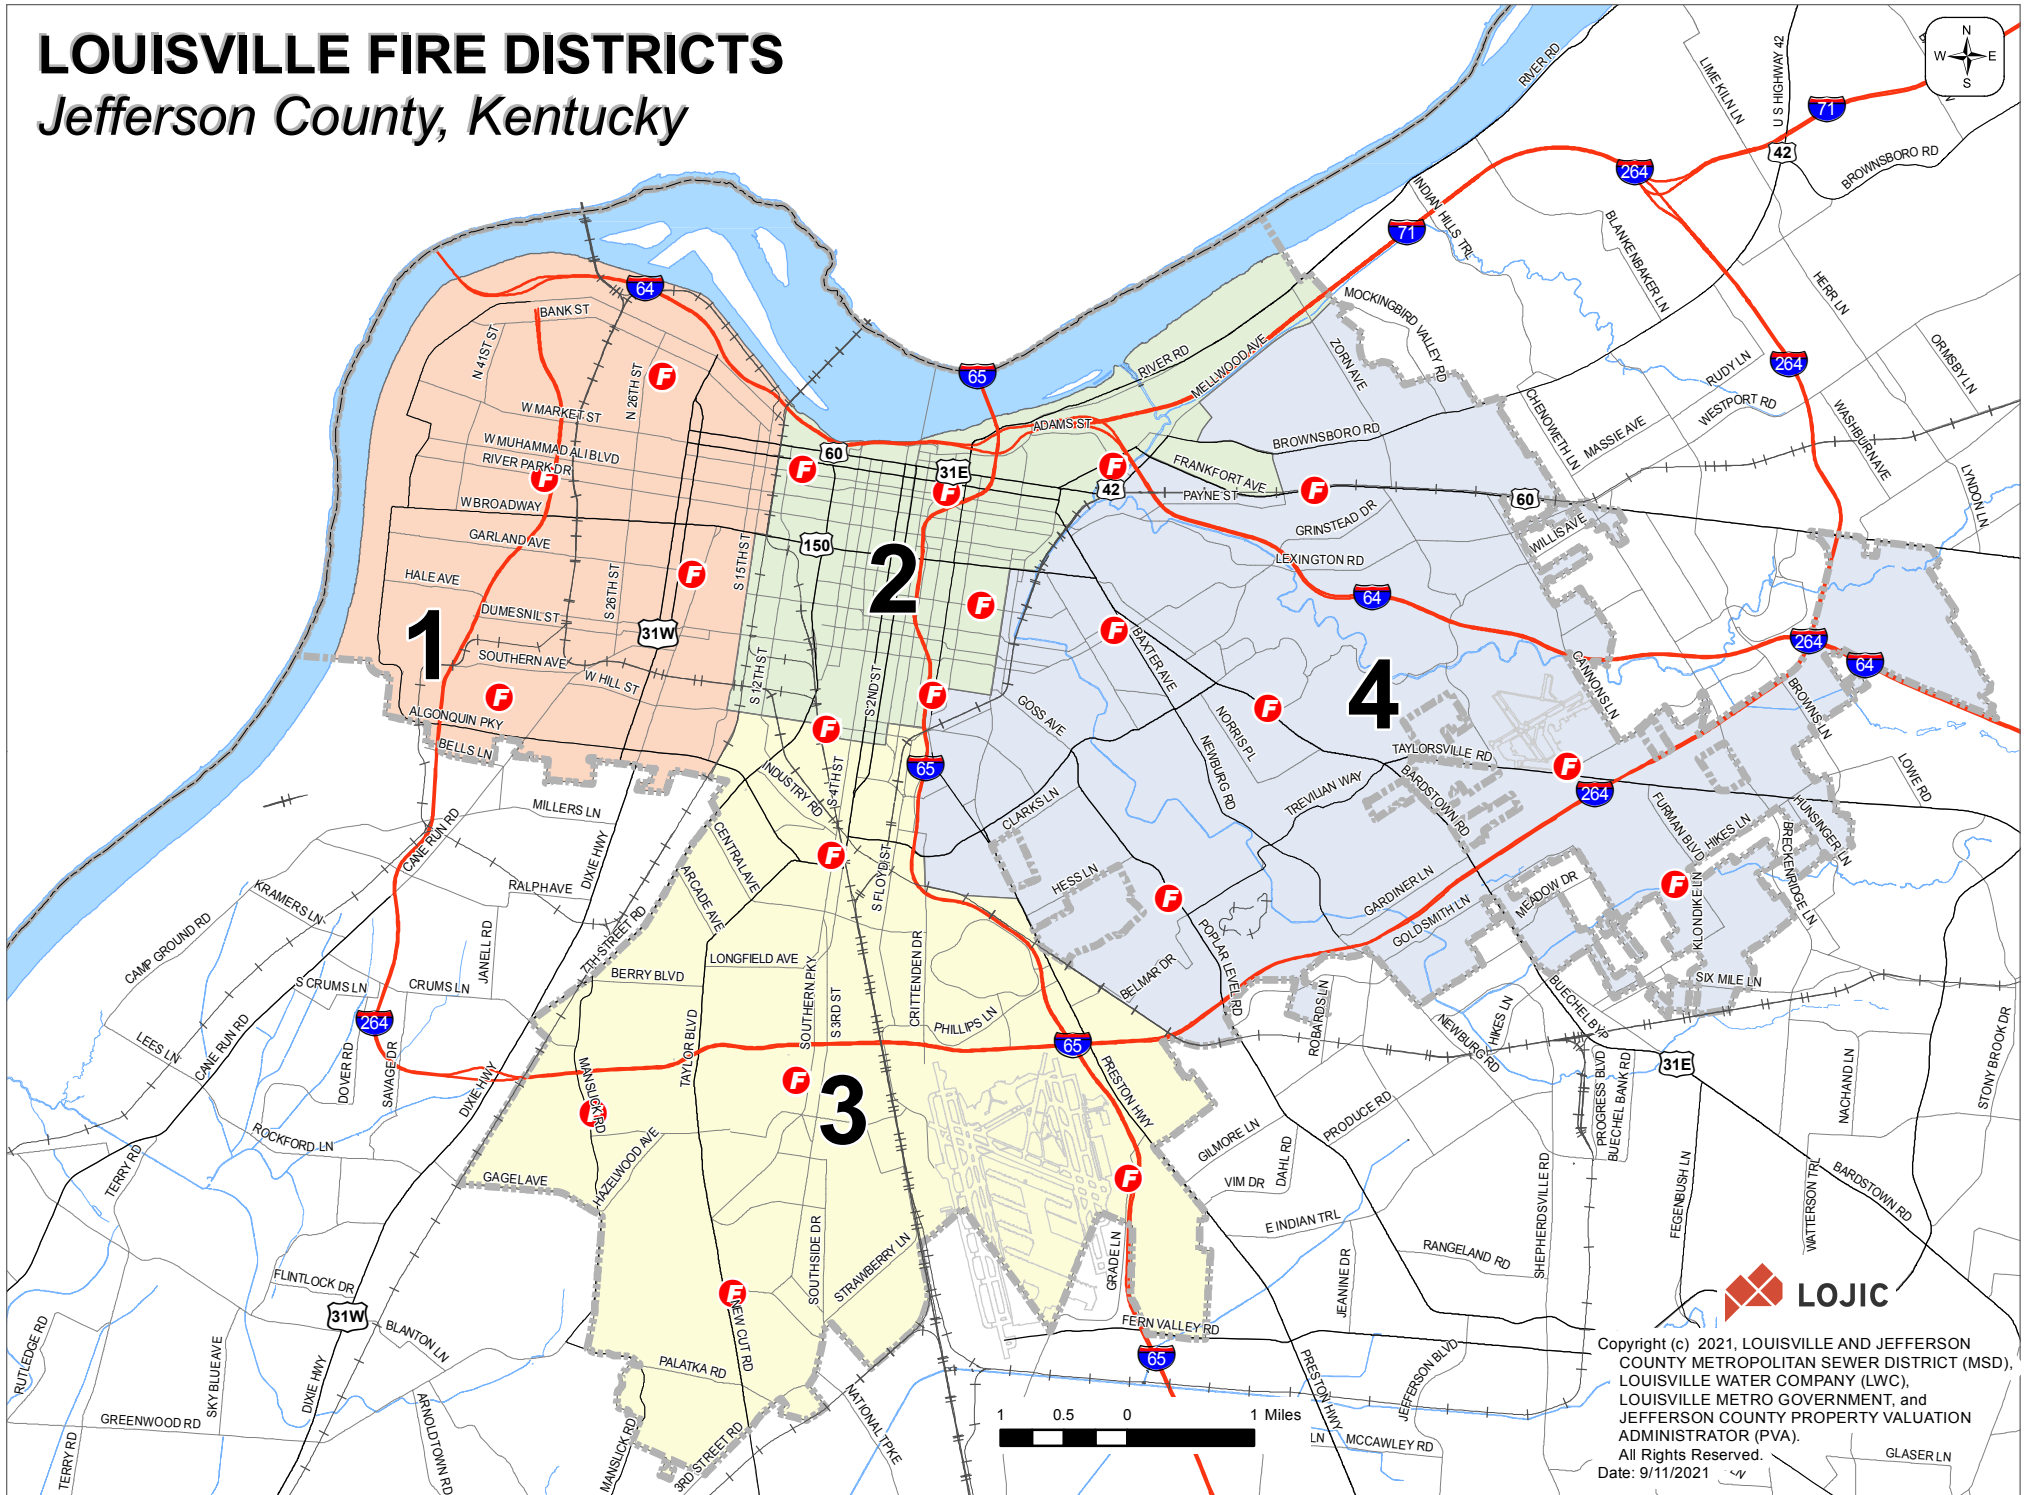 LOUISVILLE FIRE DISTRICTS
Jefferson County, Kentucky
N
W E
S
RIVER RD
LIME KILN LN
U S HIGHWAY 42
71
42
BROWNSBORO RD
264
INDIAN HILLS TRL
71
BLANKENBAKER LN
HERR LN
64
BANK ST
N 41ST ST
N 26TH ST
MOCKINGBIRD VALLEY RD
ZORN AVE
RIVER RD
MELLWOOD AVE
65
264
RUDY LN
ORMSBY LN
WESTPORT RD
CHENOWETH LN
MASSIE AVE
WASHBURN AVE
LYNDON LN
W MARKET ST
W MUHAMMAD ALI BLVD
RIVER PARK DR
F
F
W BROADWAY
GARLAND AVE
HALE AVE
DUMESNIL ST
S 26TH ST
S 15TH ST
F
31W
1
SOUTHERN AVE
W HILL ST
F
ALGONQUIN PKY
BELLS LN
60
F
31E
F
ADAMS ST
F
42
BROWNSBORO RD
FRANKFORT AVE
PAYNE ST
F
60
GRINSTEAD DR
WILLIS AVE
LEXINGTON RD
150
2
F
F
64
264
64
S 12TH ST
S 2ND ST
F
F
65
BAXTER AVE
GOSS AVE
NORRIS PL
NEWBURG RD
F
4
CANNONS LN
BROWNS LN
TAYLORSVILLE RD
F
264
TREVILIAN WAY
BARDSTOWN RD
CLARKS LN
LOWE RD
FURMAN BLVD
HIKES LN
HUNSINGER LN
BRECKENRIDGE LN
INDUSTRY RD
S 4TH ST
MILLERS LN
CANE RUN RD
DIXIE HWY
CENTRAL AVE
ARCADE AVE
F
S FLOYD ST
HESS LN
F
GARDINER LN
GOLDSMITH LN
MEADOW DR
F
KLONDIKE LN
RALPH AVE
KRAMERS LN
CAMP GROUND RD
JANELL RD
7TH STREET RD
BERRY BLVD
LONGFIELD AVE
SOUTHERN PKY
S 3RD ST
CRITTENDEN DR
PHILLIPS LN
BELMAR DR
POPLAR LEVEL RD
ROBARDS LN
BUECHEL BYP
SIX MILE LN
S CRUMS LN
CRUMS LN
264
LEES LN
CANE RUN RD
DOVER RD
SAVAGE DR
DIXIE HWY
MANSLICK RD
TAYLOR BLVD
65
PRESTON HWY
NEWBURG RD
HIKES LN
31E
PROGRESS BLVD
BUECHEL BANK RD
NACHAND LN
STONY BROOK DR
F
3
F
ROCKFORD LN
TERRY RD
GAGEL AVE
HAZELWOOD AVE
F
GILMORE LN
PRODUCE RD
DAHL RD
VIM DR
E INDIAN TRL
SHEPHERDSVILLE RD
FEGENBUSH LN
WATTERSON TRL
BARDSTOWN RD
RANGELAND RD
JEANINE DR
FLINTLOCK DR
31W
BLANTON LN
SOUTHSIDE DR
STRAWBERRY LN
GRADE LN
FERN VALLEY RD
65
F
NEW CUT RD
PALATKA RD
RUTLEDGE RD
SKY BLUE AVE
DIXIE HWY
ARNOLDTOWN RD
GREENWOOD RD
TERRY RD
MANSLICK RD
3RD STREET RD
NATIONAL TPKE
PRESTON HWY
JEFFERSON BLVD
MCCAWLEY RD
LN
GLASER LN
1 0.5 0 1 Miles
LOJIC
Copyright (c) 2021, LOUISVILLE AND JEFFERSON
COUNTY METROPOLITAN SEWER DISTRICT (MSD),
LOUISVILLE WATER COMPANY (LWC),
LOUISVILLE METRO GOVERNMENT, and
JEFFERSON COUNTY PROPERTY VALUATION
ADMINISTRATOR (PVA).
All Rights Reserved.
Date: 9/11/2021